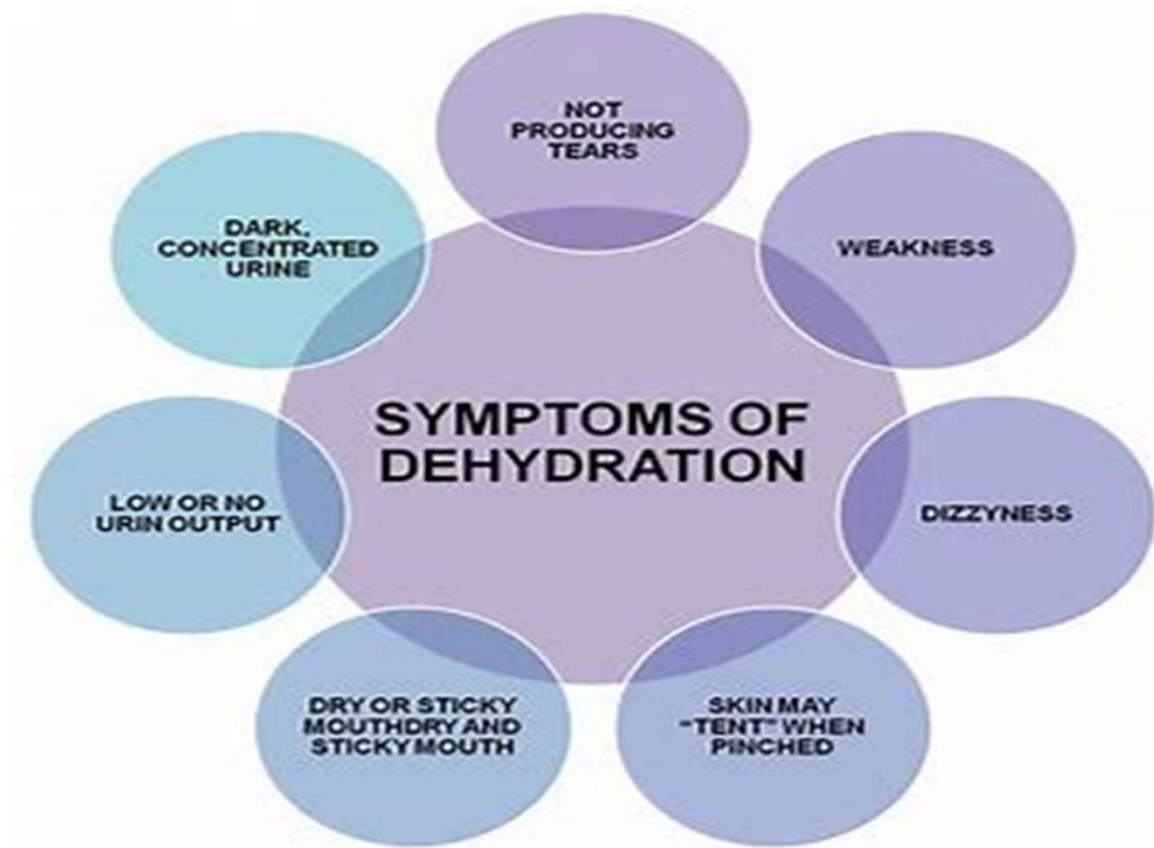 NOT
PRODUCING
TEARS
WEAKNESS
DIZZYNESS
SKIN MAY
"TENT" WHEN
PINCHED
DRY OR STICKY
MOUTHDRY AND
STICKY MOUTH
LOW OR NO
URIN OUTPUT
DARK,
CONCENTRATED
URINE
SYMPTOMS OF
DEHYDRATION